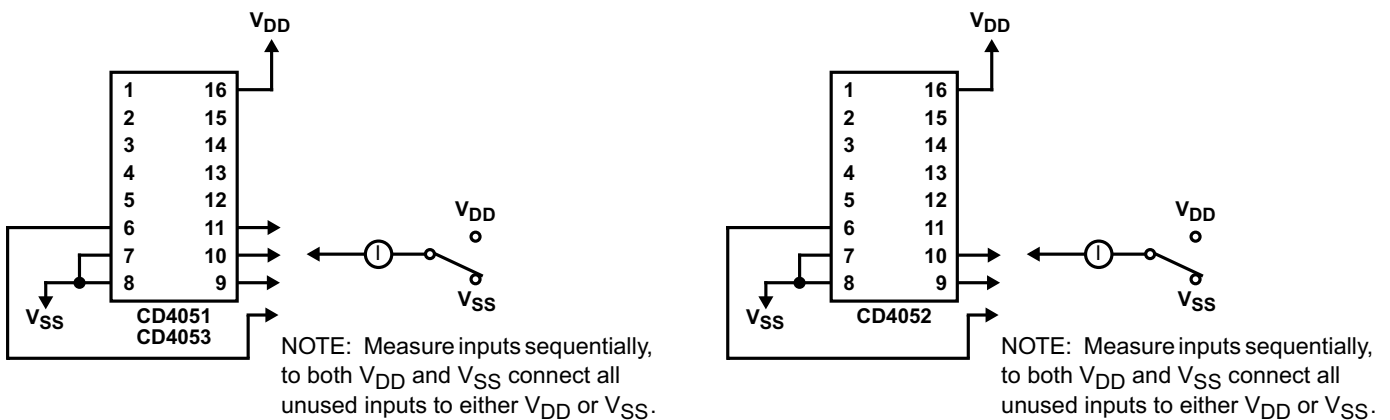 VDD
1 16
2 15
3 14
4 13
5 12
6 11
7 10
8 9
VSS
CD4051
CD4053
I
VDD
VSS
NOTE: Measure inputs sequentially,
to both VDD and VSS connect all
unused inputs to either VDD or VSS.
VDD
1 16
2 15
3 14
4 13
5 12
6 11
7 10
8 9
VSS
CD4052
I
VDD
VSS
NOTE: Measure inputs sequentially,
to both VDD and VSS connect all
unused inputs to either VDD or VSS.